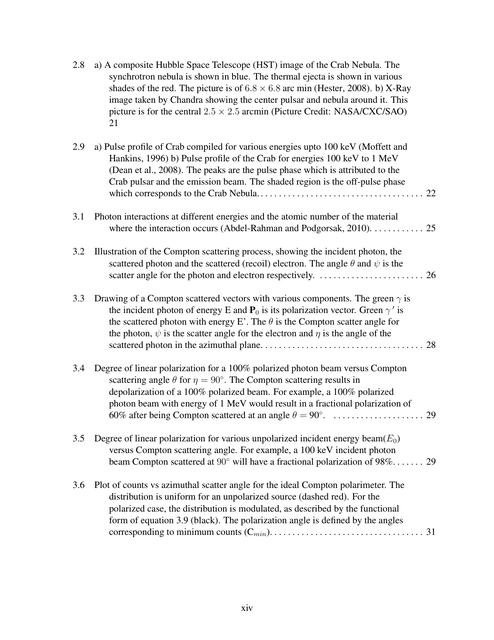 2.8 a) A composite Hubble Space Telescope (HST) image of the Crab Nebula. The
synchrotron nebula is shown in blue. The thermal ejecta is shown in various
shades of the red. The picture is of 6.8 × 6.8 arc min (Hester, 2008). b) X-Ray
image taken by Chandra showing the center pulsar and nebula around it. This
picture is for the central 2.5 × 2.5 arcmin (Picture Credit: NASA/CXC/SAO)
21
2.9 a) Pulse profile of Crab compiled for various energies upto 100 keV (Moffett and
Hankins, 1996) b) Pulse profile of the Crab for energies 100 keV to 1 MeV
(Dean et al., 2008). The peaks are the pulse phase which is attributed to the
Crab pulsar and the emission beam. The shaded region is the off-pulse phase
which corresponds to the Crab Nebula. . . . . . . . . . . . . . . . . . . . . . . . . . . . . . . . . . . . . 22
3.1 Photon interactions at different energies and the atomic number of the material
where the interaction occurs (Abdel-Rahman and Podgorsak, 2010). . . . . . . . . . . . . 25
3.2 Illustration of the Compton scattering process, showing the incident photon, the
scattered photon and the scattered (recoil) electron. The angle θ and ψ is the
scatter angle for the photon and electron respectively. . . . . . . . . . . . . . . . . . . . . . . . 26
3.3 Drawing of a Compton scattered vectors with various components. The green γ is
the incident photon of energy E and P₀ is its polarization vector. Green γ′ is
the scattered photon with energy E'. The θ is the Compton scatter angle for
the photon, ψ is the scatter angle for the electron and η is the angle of the
scattered photon in the azimuthal plane. . . . . . . . . . . . . . . . . . . . . . . . . . . . . . . . . . . . 28
3.4 Degree of linear polarization for a 100% polarized photon beam versus Compton
scattering angle θ for η = 90°. The Compton scattering results in
depolarization of a 100% polarized beam. For example, a 100% polarized
photon beam with energy of 1 MeV would result in a fractional polarization of
60% after being Compton scattered at an angle θ = 90°. . . . . . . . . . . . . . . . . . . . . 29
3.5 Degree of linear polarization for various unpolarized incident energy beam(E₀)
versus Compton scattering angle. For example, a 100 keV incident photon
beam Compton scattered at 90° will have a fractional polarization of 98%. . . . . . . 29
3.6 Plot of counts vs azimuthal scatter angle for the ideal Compton polarimeter. The
distribution is uniform for an unpolarized source (dashed red). For the
polarized case, the distribution is modulated, as described by the functional
form of equation 3.9 (black). The polarization angle is defined by the angles
corresponding to minimum counts (Cₘᵢₙ). . . . . . . . . . . . . . . . . . . . . . . . . . . . . . . . . . 31
xiv